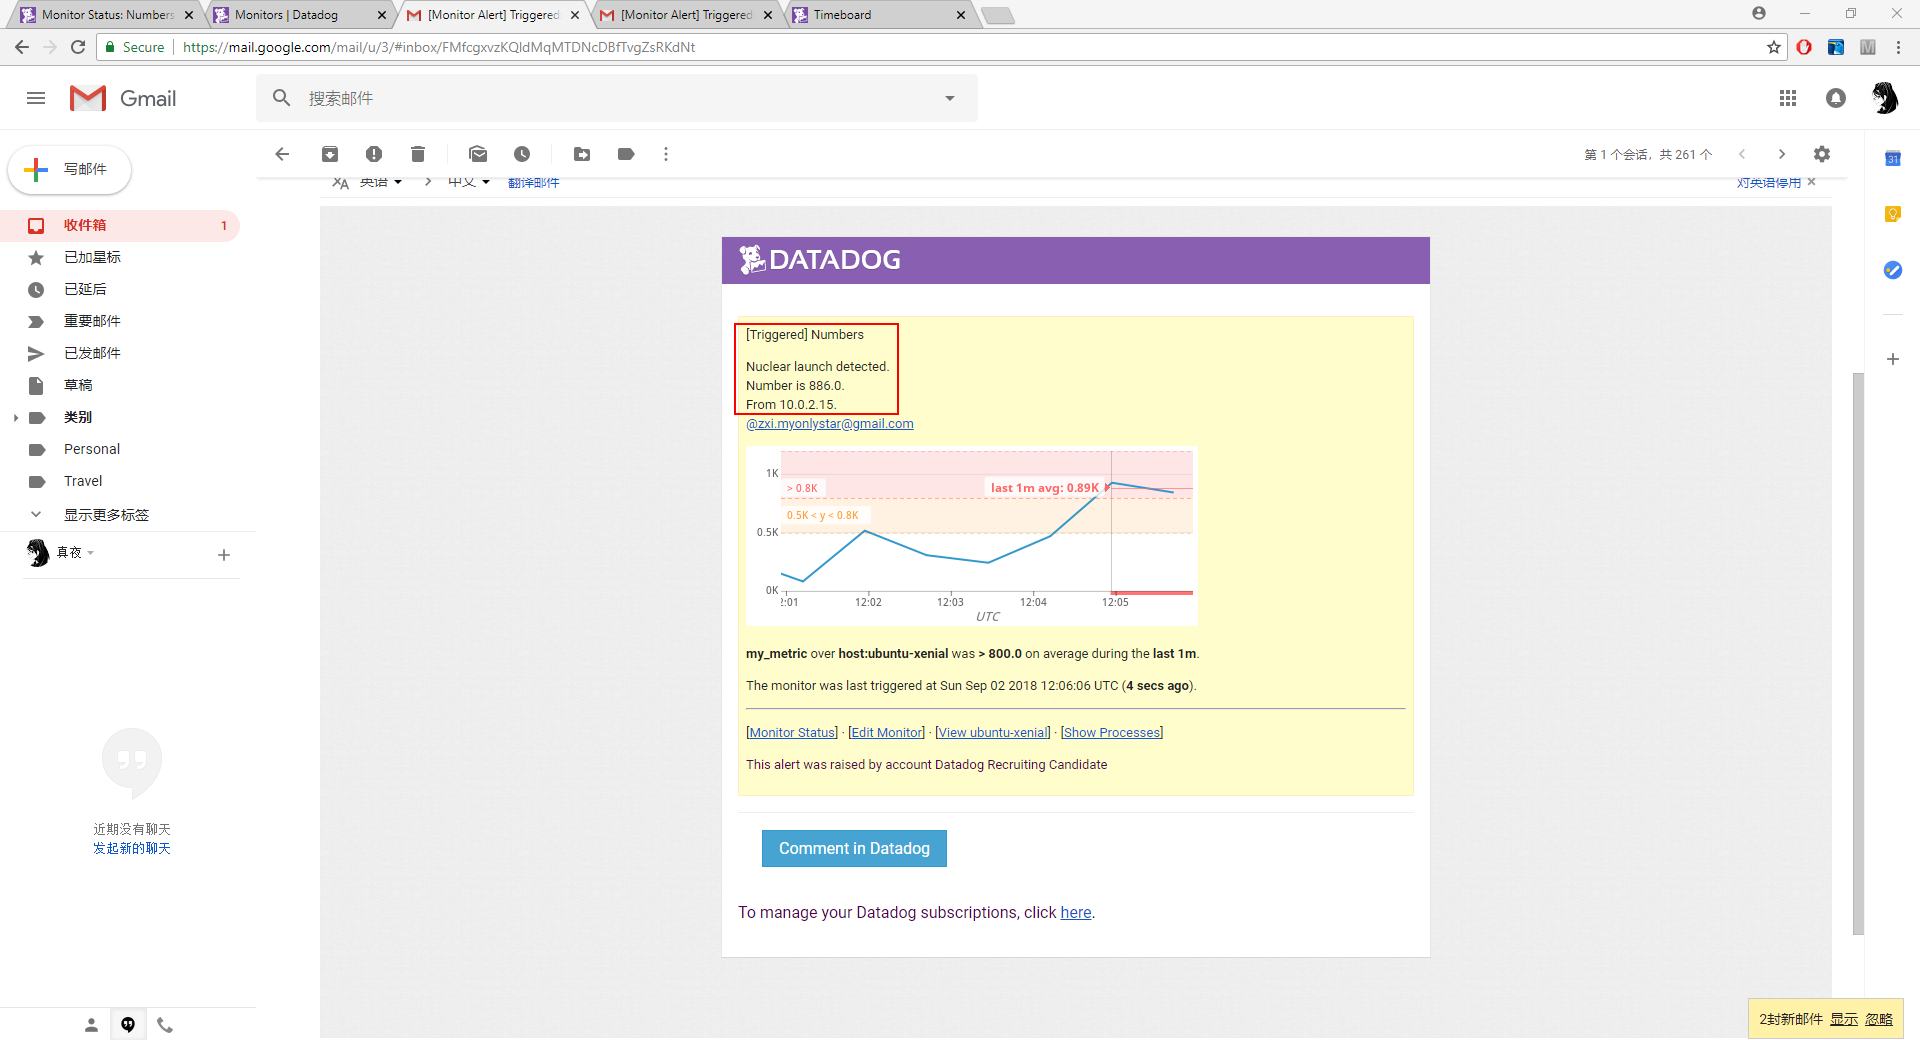 Monitor Status: Numbers
Monitors | Datadog
[Monitor Alert] Triggered
[Monitor Alert] Triggered
Timeboard
Secure
https://mail.google.com/mail/u/3/#inbox/FMfcgxvzKQldMqMTDNcDBfTvgZsRKdNt
Gmail
搜索邮件
写邮件
第 1 个会话，共 261 个
英语
中文
翻译邮件
对英语停用
收件箱
1
已加星标
已延后
重要邮件
已发邮件
草稿
类别
Personal
Travel
显示更多标签
真夜
近期没有聊天
发起新的聊天
31
DATADOG
[Triggered] Numbers
Nuclear launch detected.
Number is 886.0.
From 10.0.2.15.
@zxi.myonlystar@gmail.com
1K
> 0.8K
last 1m avg: 0.89K
0.5K < y < 0.8K
0.5K
0K
2:01
12:02
12:03
12:04
12:05
UTC
my_metric over host:ubuntu-xenial was > 800.0 on average during the last 1m.
The monitor was last triggered at Sun Sep 02 2018 12:06:06 UTC (4 secs ago).
[Monitor Status] · [Edit Monitor] · [View ubuntu-xenial] · [Show Processes]
This alert was raised by account Datadog Recruiting Candidate
Comment in Datadog
To manage your Datadog subscriptions, click here.
2封新邮件 显示 忽略